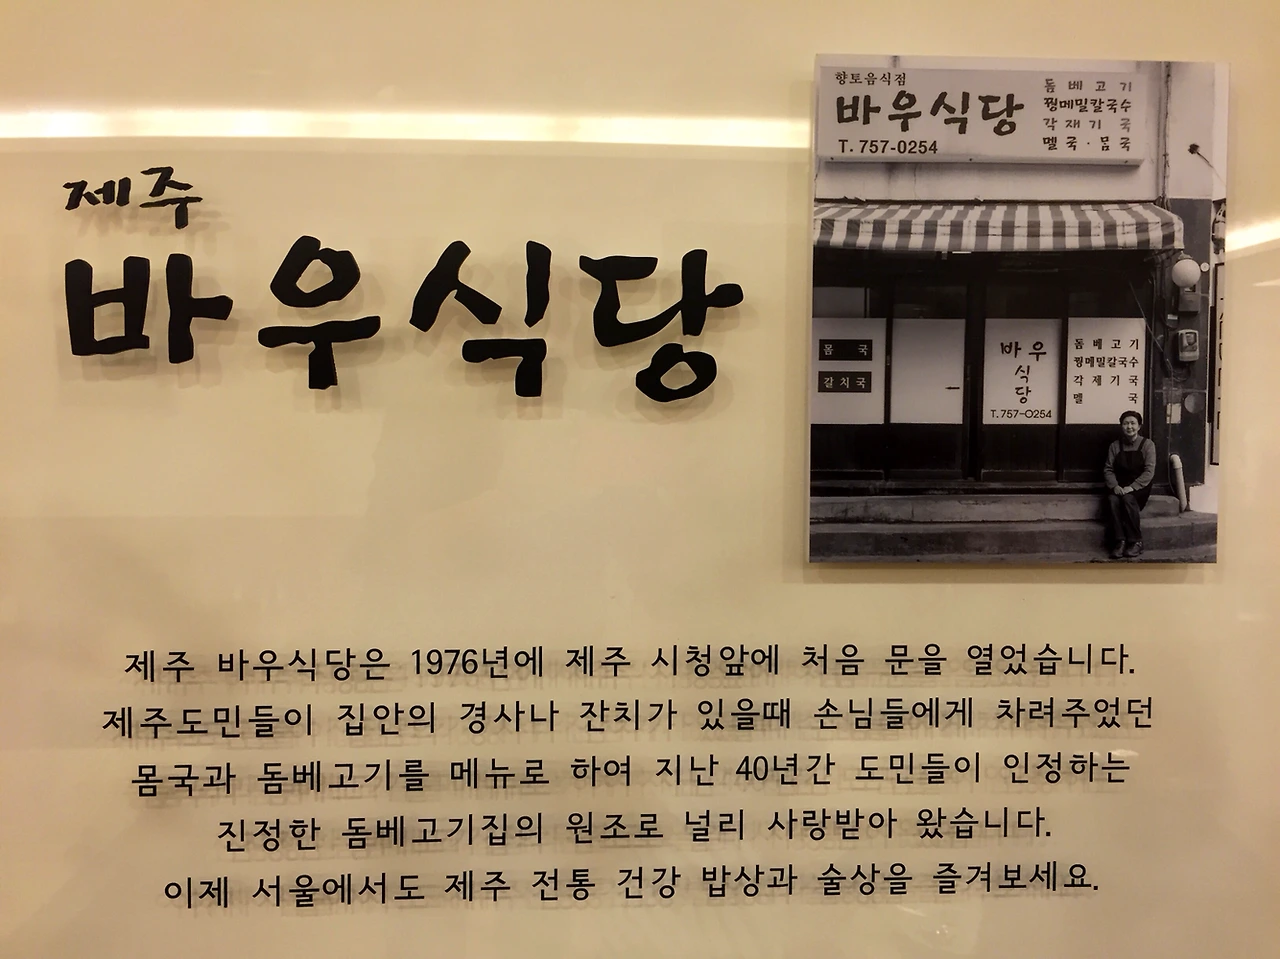 제주
바우식당
향토음식점
바우식당
T. 757-0254
돔베고기
꿩메밀칼국수
각재기국
멜국·몸국
몸국
갈치국
바우
식
당
T. 757-0254
돔베고기
꿩메밀칼국수
각제기국
멜국
제주 바우식당은 1976년에 제주 시청앞에 처음 문을 열었습니다.
제주도민들이 집안의 경사나 잔치가 있을때 손님들에게 차려주었던
몸국과 돔베고기를 메뉴로 하여 지난 40년간 도민들이 인정하는
진정한 돔베고기집의 원조로 널리 사랑받아 왔습니다.
이제 서울에서도 제주 전통 건강 밥상과 술상을 즐겨보세요.